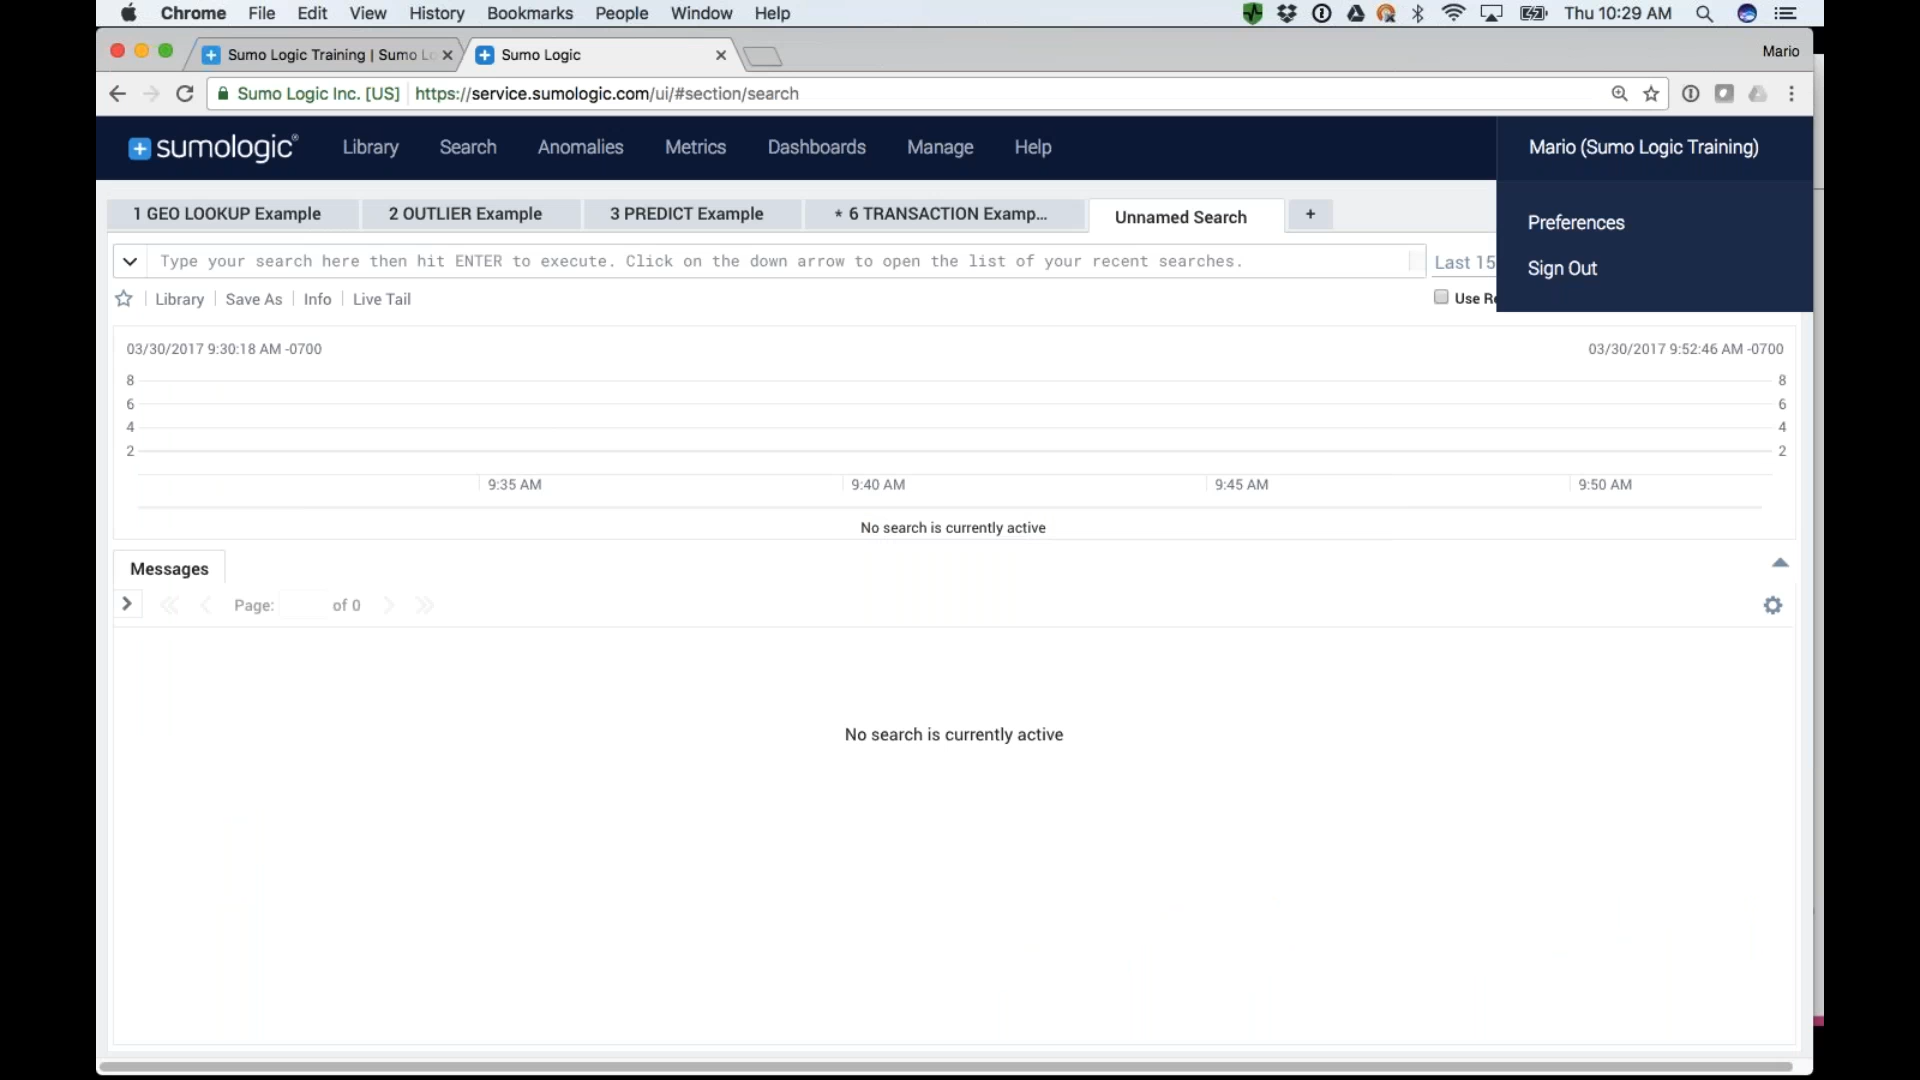 Chrome File Edit View History Bookmarks People Window Help Thu 10:29 AM
Sumo Logic Training | Sumo Lo Sumo Logic Mario
Sumo Logic Inc. [US] https://service.sumologic.com/ui/#section/search
sumologic® Library Search Anomalies Metrics Dashboards Manage Help Mario (Sumo Logic Training)
1 GEO LOOKUP Example 2 OUTLIER Example 3 PREDICT Example * 6 TRANSACTION Examp... Unnamed Search + Preferences
Type your search here then hit ENTER to execute. Click on the down arrow to open the list of your recent searches. Last 15 Sign Out
Library Save As Info Live Tail Use Re
03/30/2017 9:30:18 AM -0700 03/30/2017 9:52:46 AM -0700
8 8
6 6
4 4
2 2
9:35 AM 9:40 AM 9:45 AM 9:50 AM
No search is currently active
Messages
Page: of 0
No search is currently active